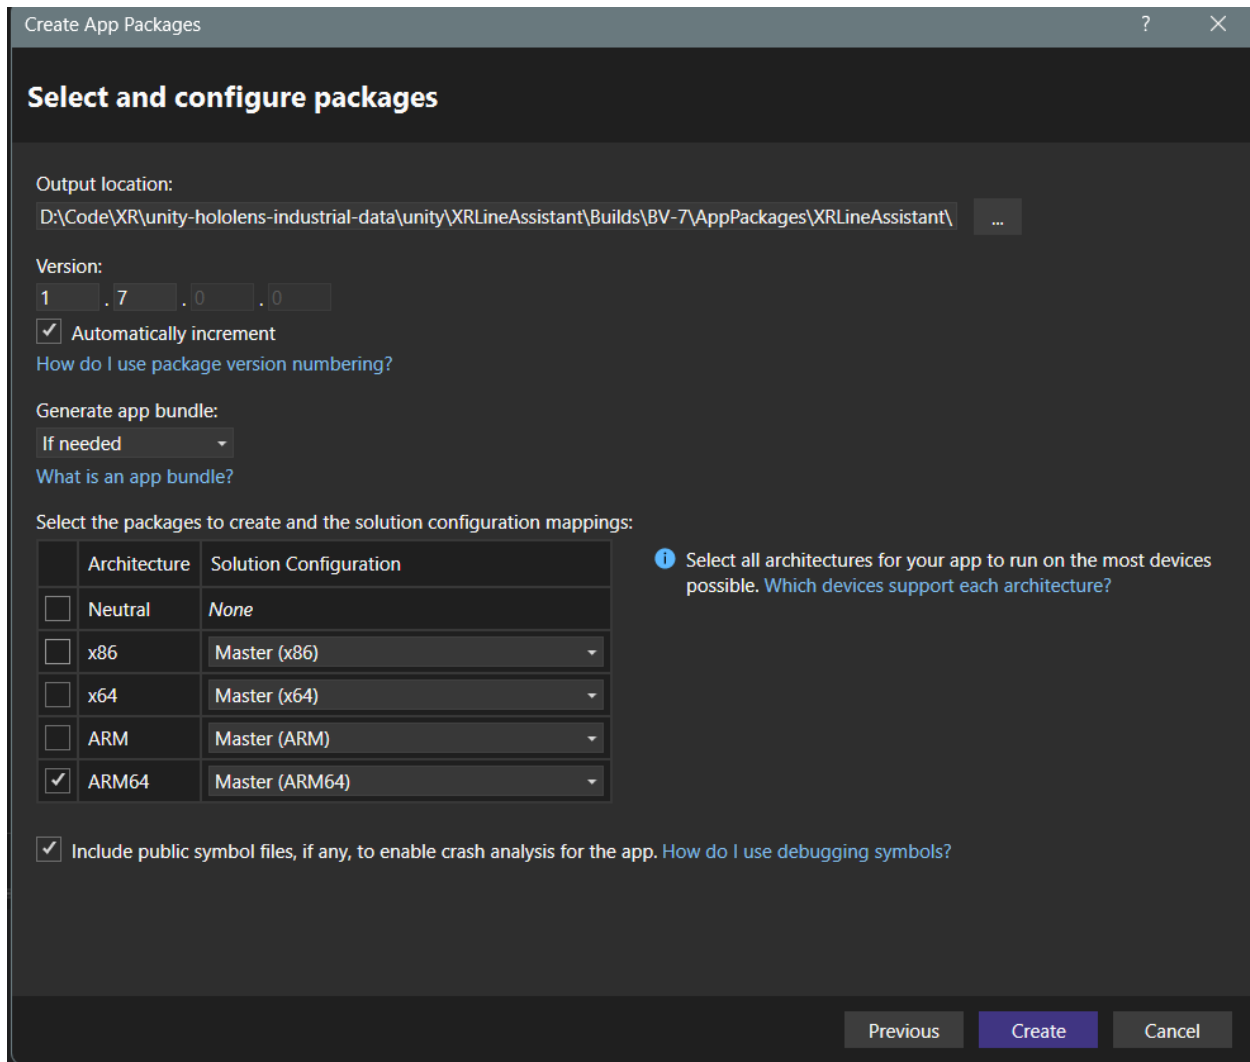 Create App Packages
?
Select and configure packages
Output location:
D:\Code\XR\unity-hololens-industrial-data\unity\XRLineAssistant\Builds\BV-7\AppPackages\XRLineAssistant\
...
Version:
1 . 7 . 0 . 0
Automatically increment
How do I use package version numbering?
Generate app bundle:
If needed
What is an app bundle?
Select the packages to create and the solution configuration mappings:
Architecture Solution Configuration
Neutral None
x86 Master (x86)
x64 Master (x64)
ARM Master (ARM)
ARM64 Master (ARM64)
Select all architectures for your app to run on the most devices
possible. Which devices support each architecture?
Include public symbol files, if any, to enable crash analysis for the app. How do I use debugging symbols?
Previous Create Cancel